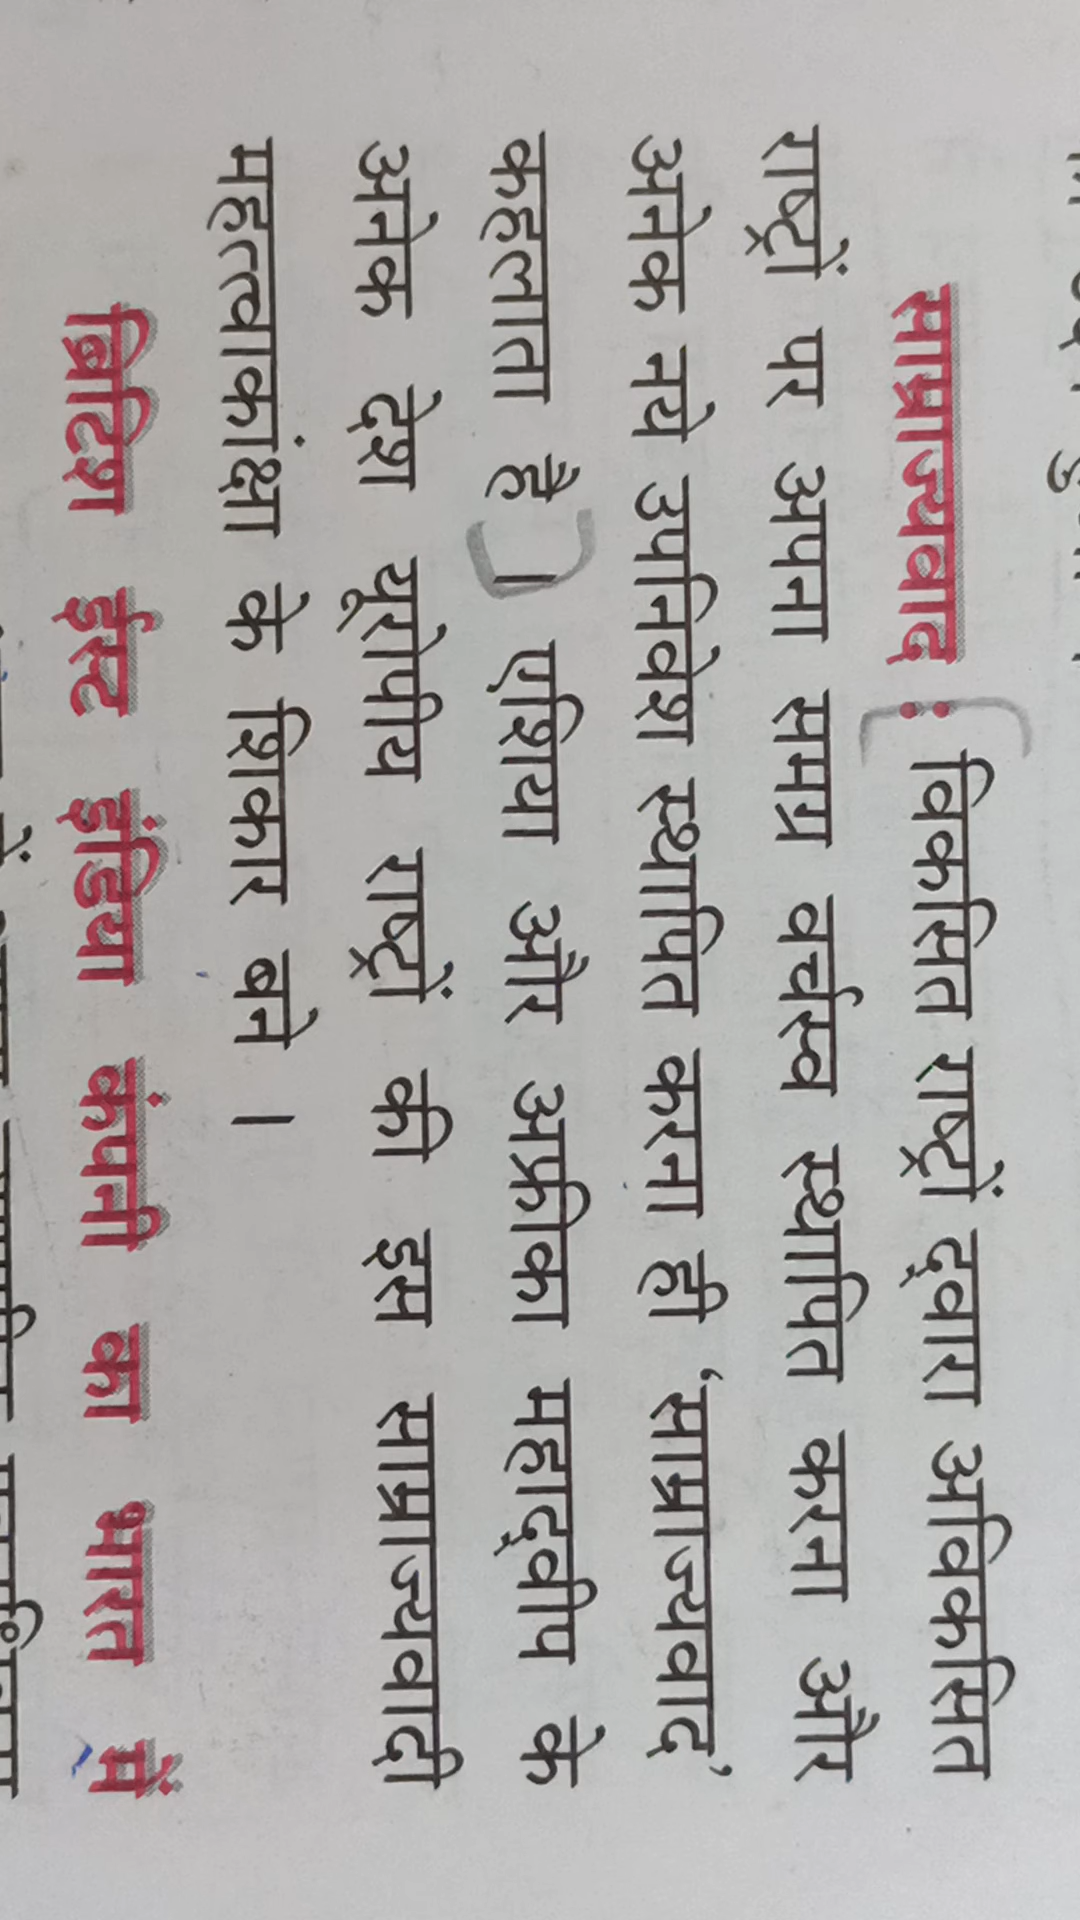 साम्राज्यवाद : विकसित राष्ट्रों द्‌वारा अविकसित
राष्ट्रों पर अपना समग्र वर्चस्व स्थापित करना और
अनेक नये उपनिवेश स्थापित करना ही ‘साम्राज्यवाद’
कहलाता है । एशिया और अफ्रीका महाद्‌वीप के
अनेक देश यूरोपीय राष्ट्रों की इस साम्राज्यवादी
महत्त्वाकांक्षा के शिकार बने ।
ब्रिटिश ईस्ट इंडिया कंपनी का भारत में